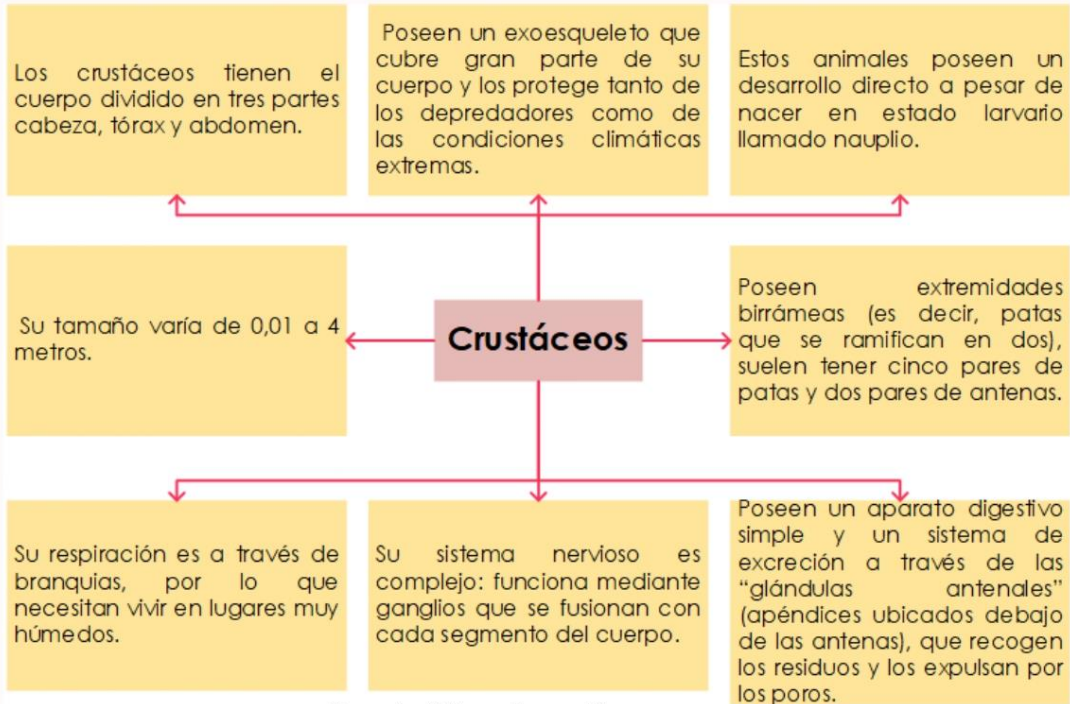 Los crustáceos tienen el
cuerpo dividido en tres partes
cabeza, tórax y abdomen.
Poseen un exoesqueleto que
cubre gran parte de su
cuerpo y los protege tanto de
los depredadores como de
las condiciones climáticas
extremas.
Estos animales poseen un
desarrollo directo a pesar de
nacer en estado larvario
llamado nauplio.
Su tamaño varía de 0,01 a 4
metros.
Crustáceos
Poseen extremidades
birrámeas (es decir, patas
que se ramifican en dos),
suelen tener cinco pares de
patas y dos pares de antenas.
Su respiración es a través de
branquias, por lo que
necesitan vivir en lugares muy
húmedos.
Su sistema nervioso es
complejo: funciona mediante
ganglios que se fusionan con
cada segmento del cuerpo.
Poseen un aparato digestivo
simple y un sistema de
excreción a través de las
“glándulas antenales”
(apéndices ubicados debajo
de las antenas), que recogen
los residuos y los expulsan por
los poros.